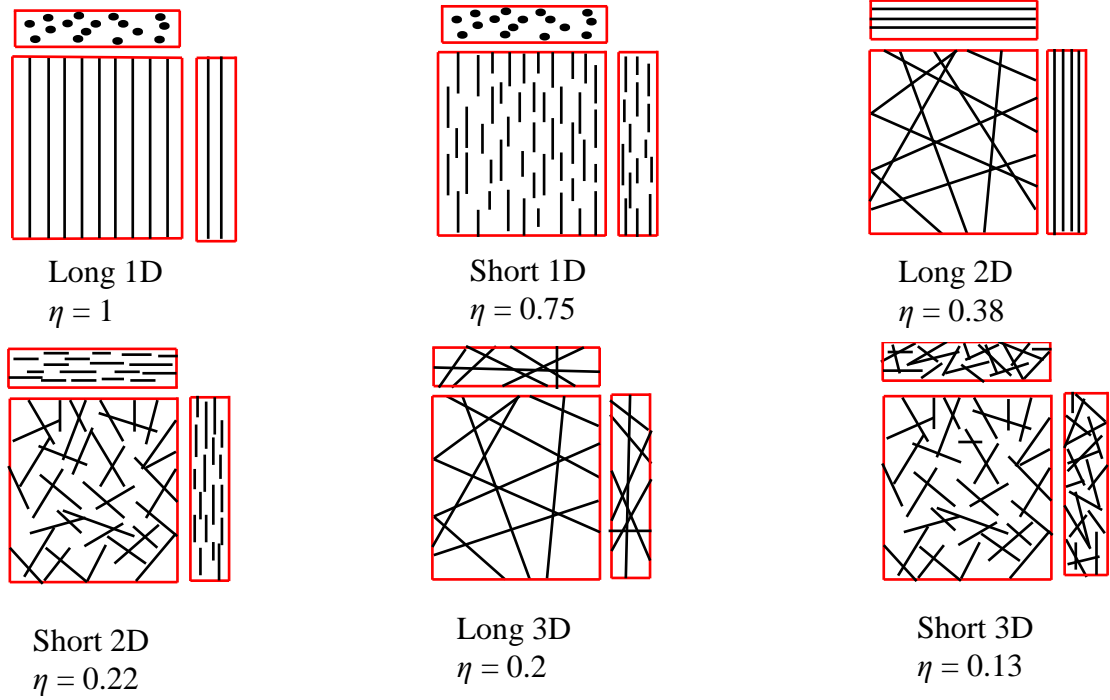 Long 1D
η = 1
Short 1D
η = 0.75
Long 2D
η = 0.38
Short 2D
η = 0.22
Long 3D
η = 0.2
Short 3D
η = 0.13